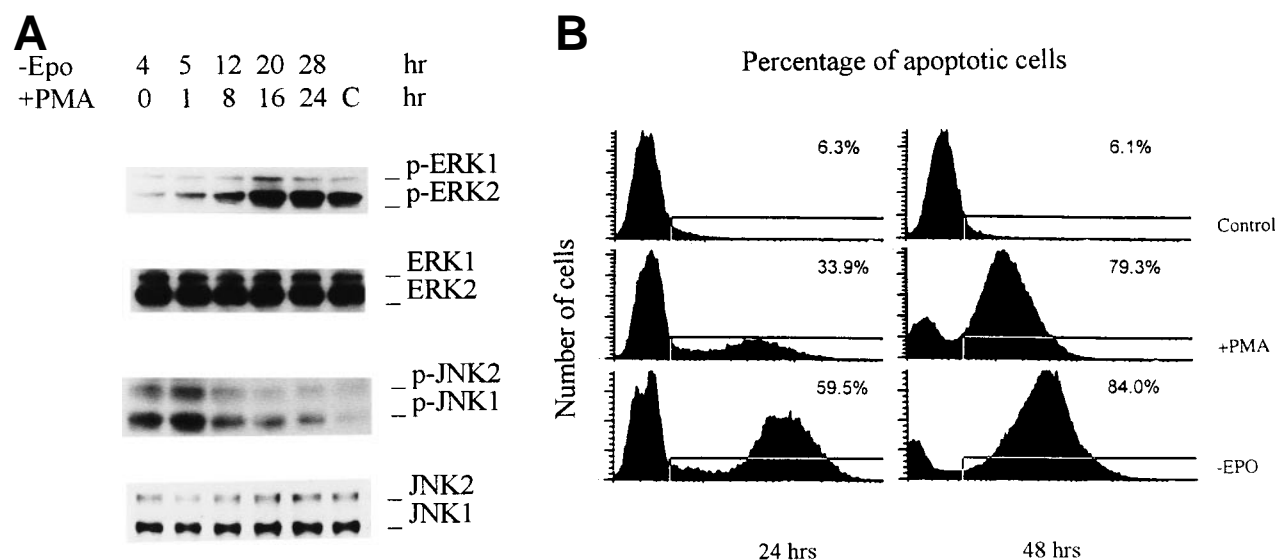 A
-Epo 4 5 12 20 28 hr
+PMA 0 1 8 16 24 C hr
p-ERK1
p-ERK2
ERK1
ERK2
p-JNK2
p-JNK1
JNK2
JNK1
B
Percentage of apoptotic cells
Number of cells
6.3% 6.1% Control
33.9% 79.3% +PMA
59.5% 84.0% -EPO
24 hrs 48 hrs